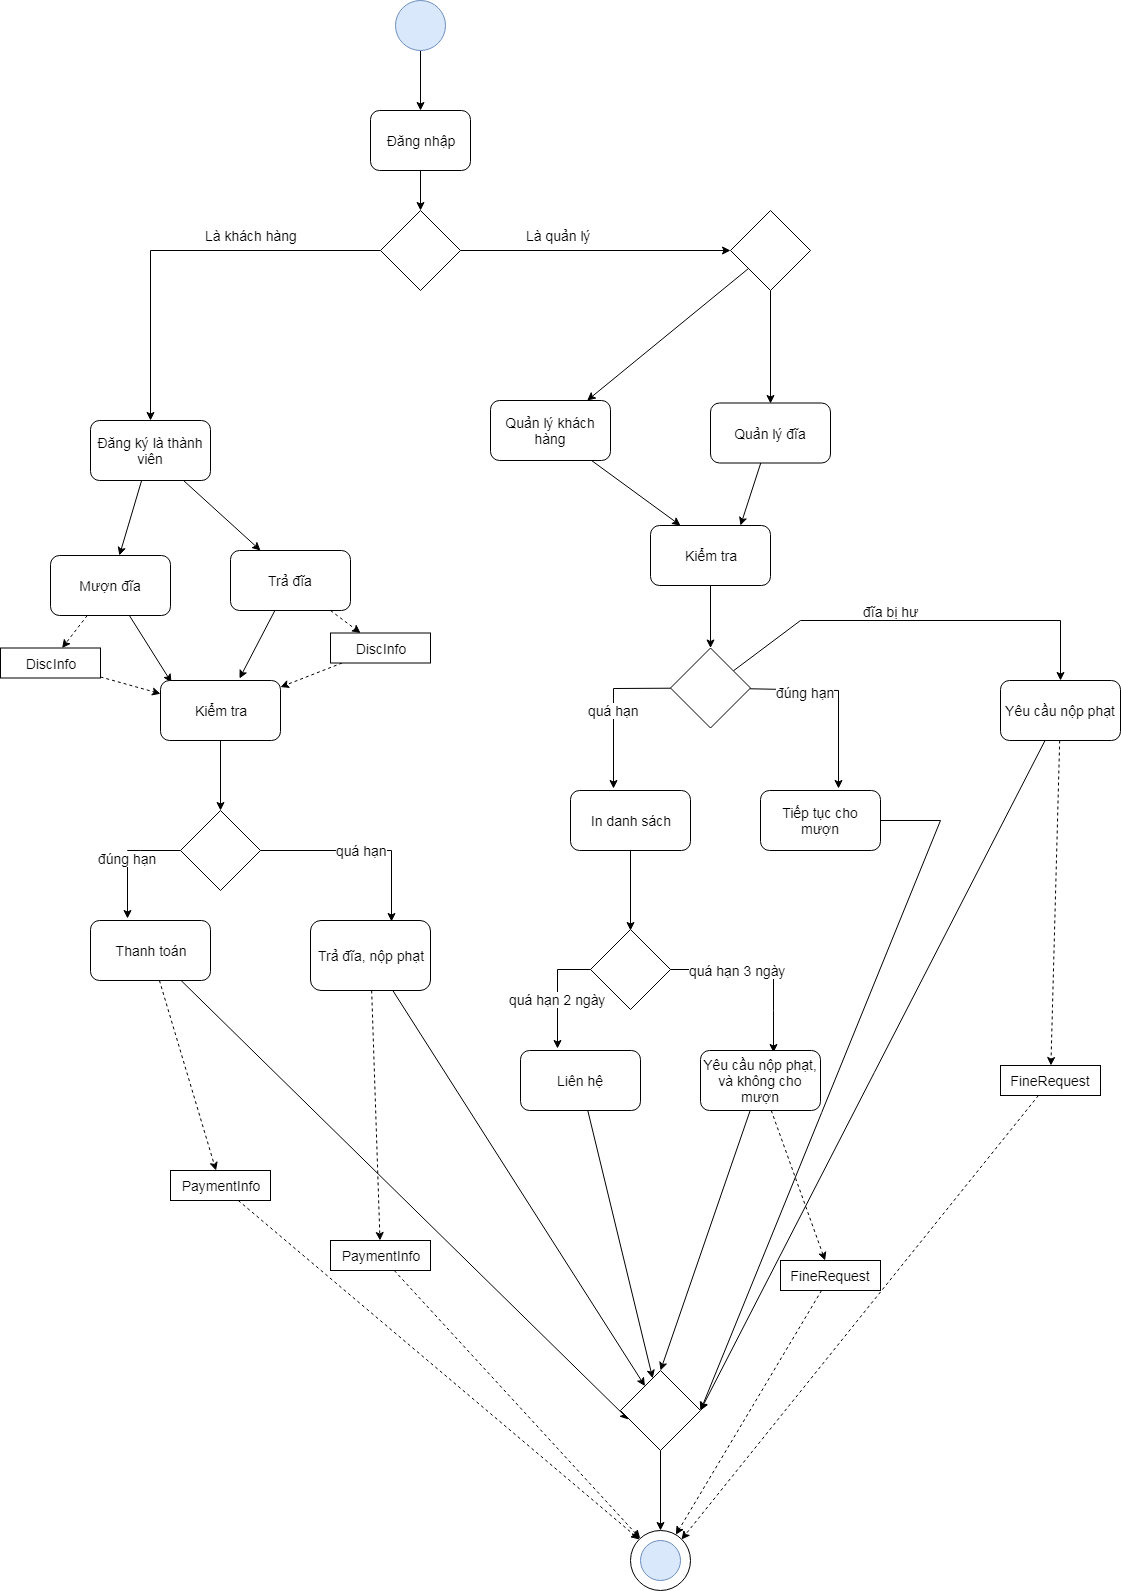 Đăng nhập
Là khách hàng
Là quản lý
Quản lý khách
hàng
Quản lý đĩa
Đăng ký là thành
viên
Kiểm tra
Mượn đĩa
Trả đĩa
đĩa bị hư
DiscInfo
DiscInfo
đúng hạn
quá hạn
Kiểm tra
Yêu cầu nộp phạt
In danh sách
Tiếp tục cho
mượn
đúng hạn
quá hạn
Thanh toán
Trả đĩa, nộp phạt
quá hạn 3 ngày
quá hạn 2 ngày
Liên hệ
Yêu cầu nộp phạt,
và không cho
mượn
FineRequest
PaymentInfo
PaymentInfo
FineRequest